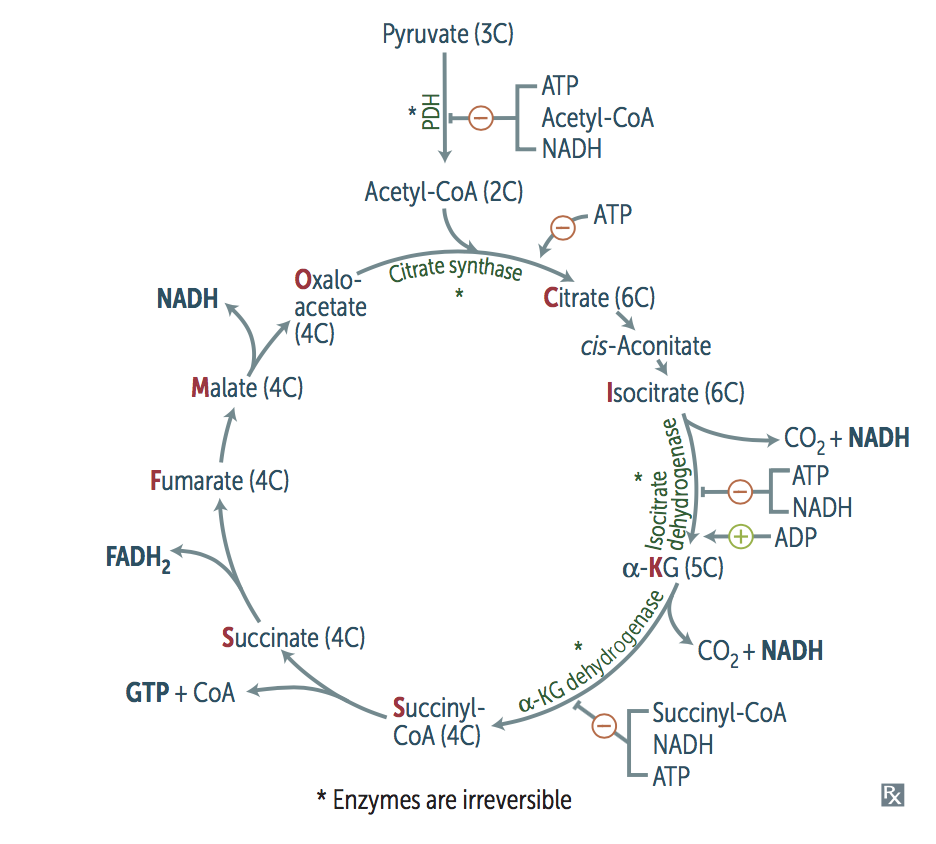 Pyruvate (3C)
* PDH
ATP
Acetyl-CoA
NADH
Acetyl-CoA (2C)
ATP
Citrate synthase
*
Oxalo-
acetate
(4C)
NADH
Citrate (6C)
cis-Aconitate
Isocitrate (6C)
Malate (4C)
CO2 + NADH
* Isocitrate
dehydrogenase
ATP
NADH
ADP
Fumarate (4C)
FADH2
α-KG (5C)
CO2 + NADH
* α-KG dehydrogenase
Succinate (4C)
GTP + CoA
Succinyl-
CoA (4C)
Succinyl-CoA
NADH
ATP
* Enzymes are irreversible
Rx